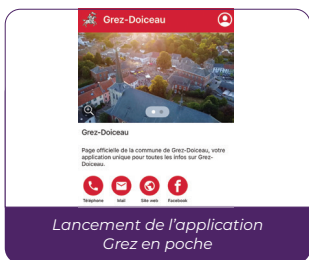 Grez-Doiceau
Grez-Doiceau
Page officielle de la commune de Grez-Doiceau, votre
application unique pour toutes les infos sur Grez-
Doiceau.
Téléphone Mail Site web Facebook
Lancement de l'application
Grez en poche